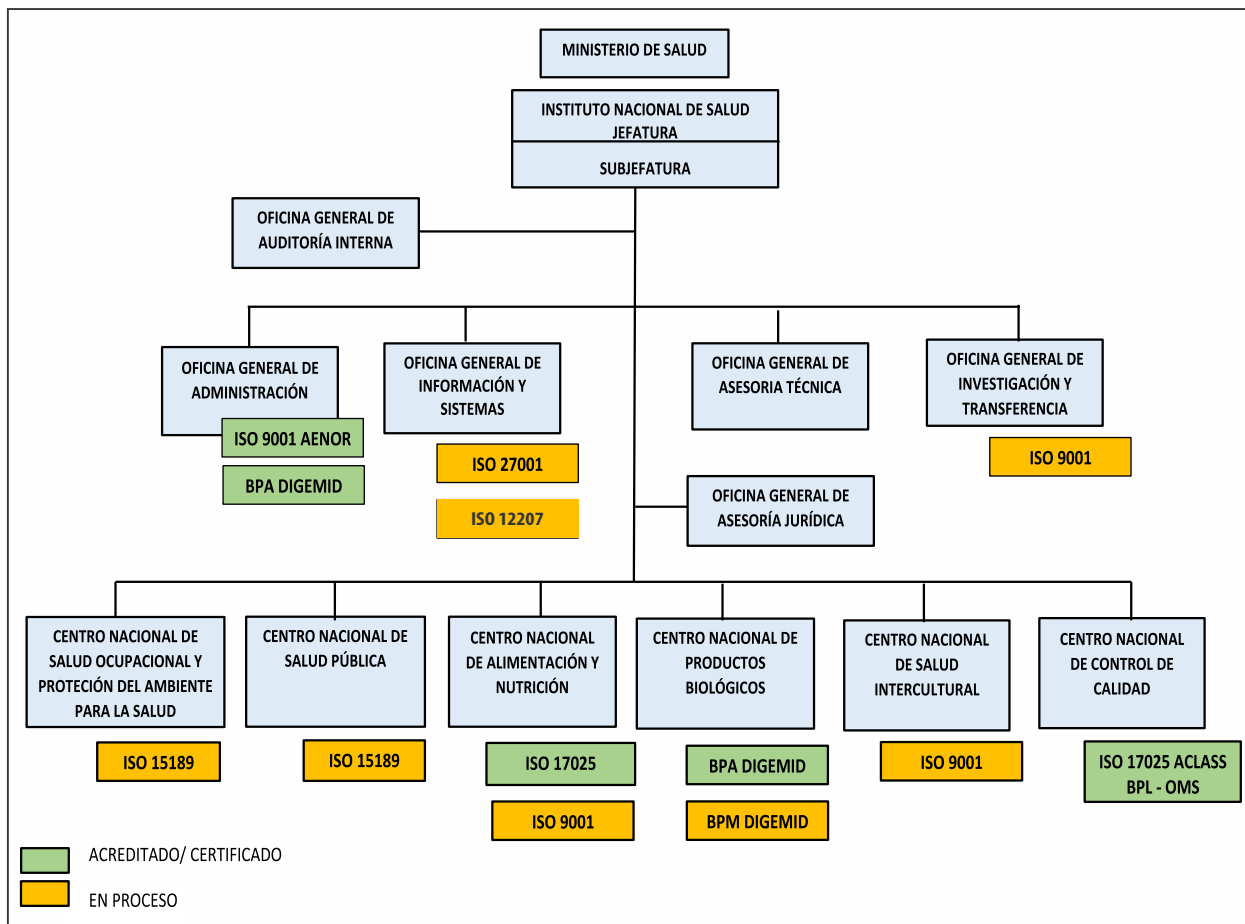 MINISTERIO DE SALUD
INSTITUTO NACIONAL DE SALUD
JEFATURA
SUBJEFATURA
OFICINA GENERAL DE
AUDITORÍA INTERNA
OFICINA GENERAL DE
ADMINISTRACIÓN
ISO 9001 AENOR
BPA DIGEMID
OFICINA GENERAL DE
INFORMACIÓN Y
SISTEMAS
ISO 27001
ISO 12207
OFICINA GENERAL DE
ASESORIA TÉCNICA
OFICINA GENERAL DE
INVESTIGACIÓN Y
TRANSFERENCIA
ISO 9001
OFICINA GENERAL DE
ASESORÍA JURÍDICA
CENTRO NACIONAL DE
SALUD OCUPACIONAL Y
PROTECIÓN DEL AMBIENTE
PARA LA SALUD
ISO 15189
CENTRO NACIONAL DE
SALUD PÚBLICA
ISO 15189
CENTRO NACIONAL
DE ALIMENTACIÓN Y
NUTRICIÓN
ISO 17025
ISO 9001
CENTRO NACIONAL DE
PRODUCTOS
BIOLÓGICOS
BPA DIGEMID
BPM DIGEMID
CENTRO NACIONAL
DE SALUD
INTERCULTURAL
ISO 9001
CENTRO NACIONAL
DE CONTROL DE
CALIDAD
ISO 17025 ACLASS
BPL - OMS
ACREDITADO/ CERTIFICADO
EN PROCESO